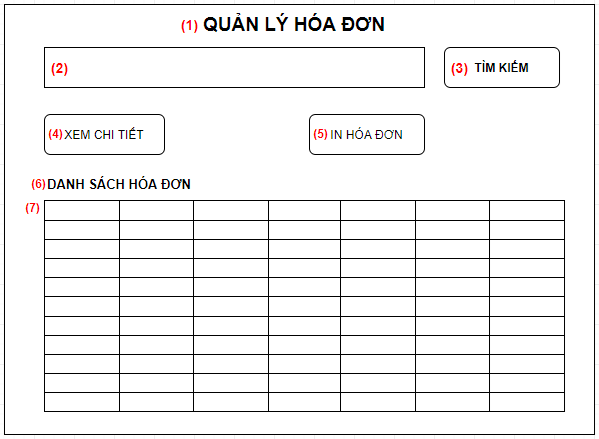 (1) QUẢN LÝ HÓA ĐƠN
(2)
(3) TÌM KIẾM
(4) XEM CHI TIẾT
(5) IN HÓA ĐƠN
(6) DANH SÁCH HÓA ĐƠN
(7)